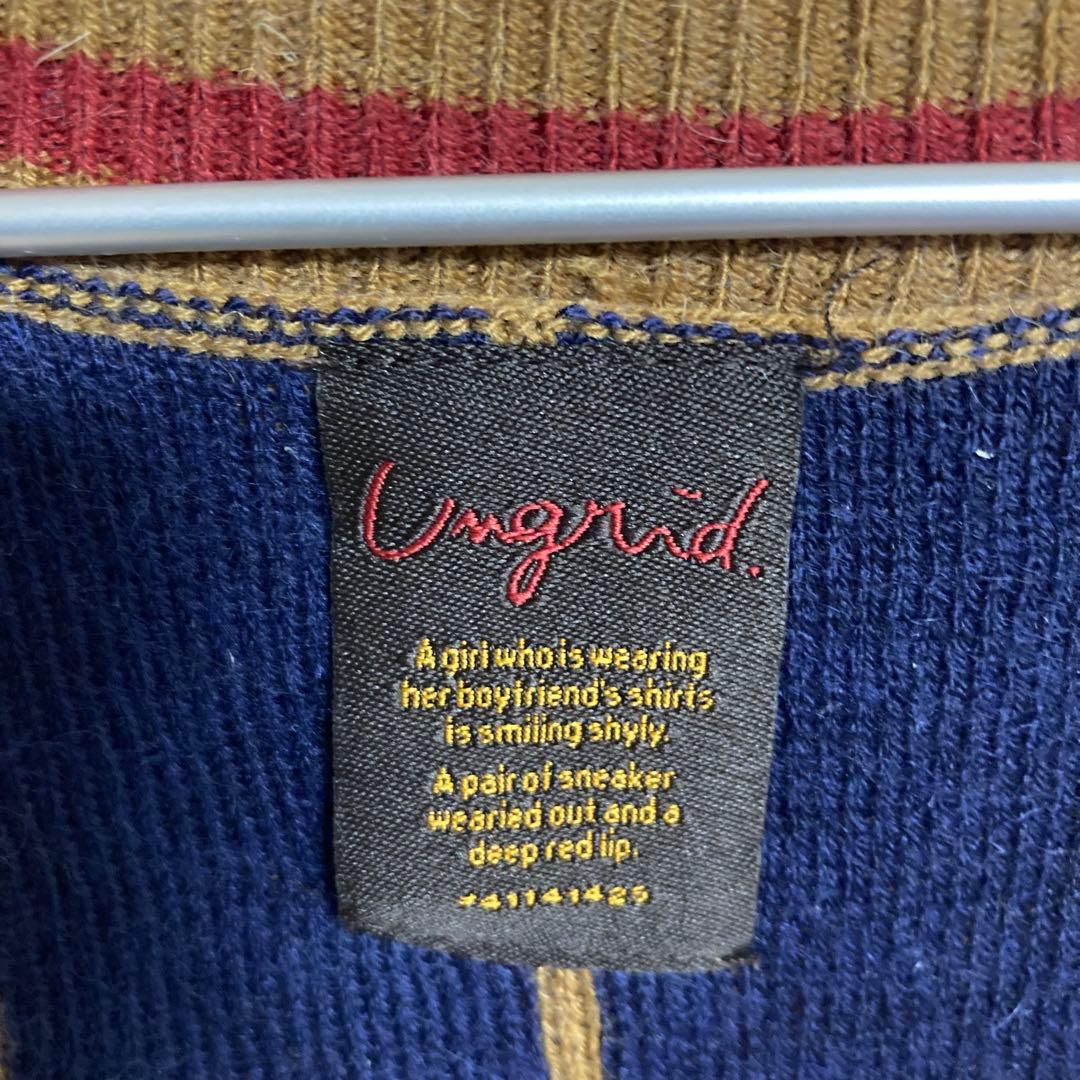 Ungrid.
A girl who is wearing
her boyfriend's shirts
is smiling shyly.
A pair of sneaker
wearied out and a
deep red lip.
#41141425